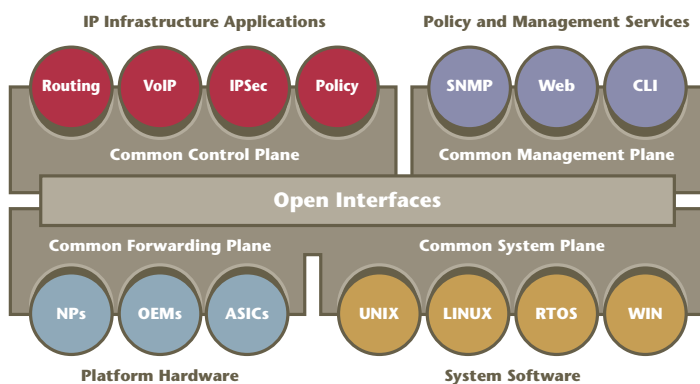 IP Infrastructure Applications
Policy and Management Services
Routing
VoIP
IPSec
Policy
SNMP
Web
CLI
Common Control Plane
Common Management Plane
Open Interfaces
Common Forwarding Plane
Common System Plane
NPs
OEMs
ASICs
UNIX
LINUX
RTOS
WIN
Platform Hardware
System Software